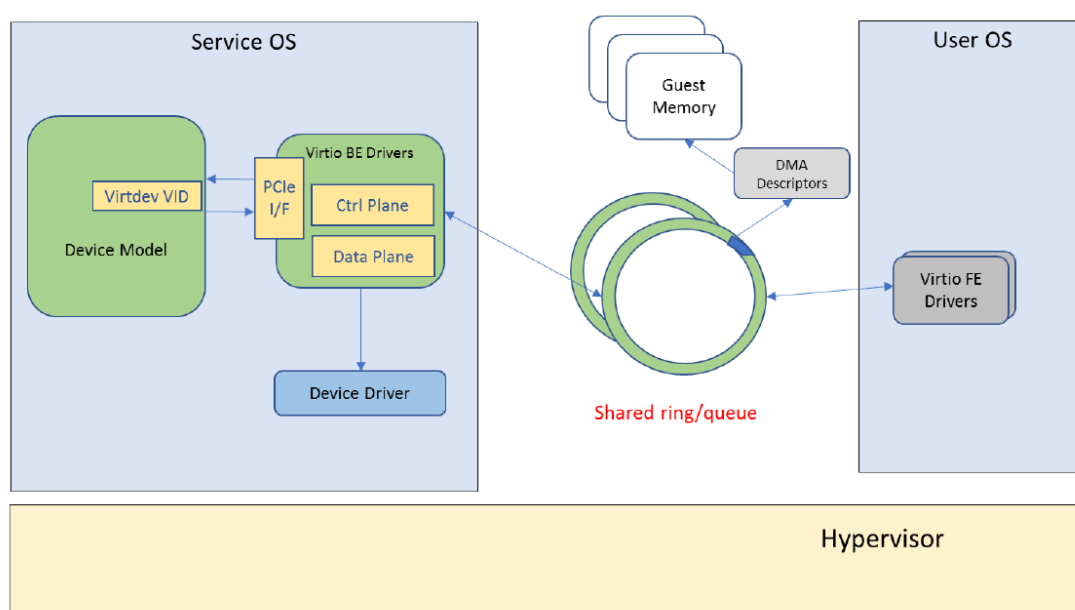 Service OS
User OS
Guest
Memory
DMA
Descriptors
Virtio BE Drivers
PCIe
I/F
Virtdev VID
Ctrl Plane
Device Model
Data Plane
Virtio FE
Drivers
Device Driver
Shared ring/queue
Hypervisor